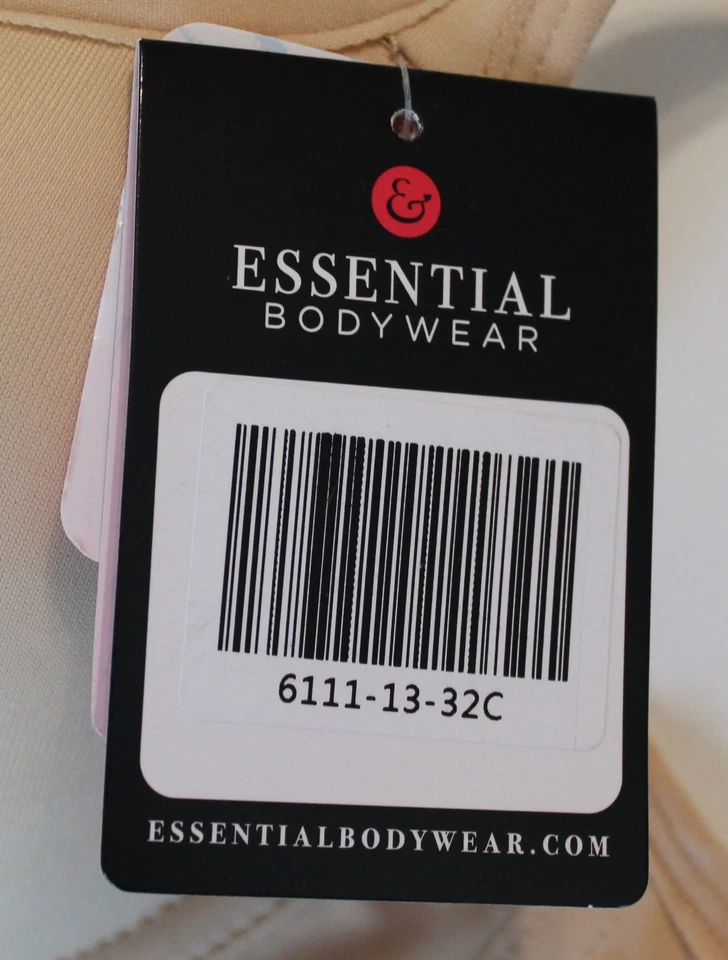 &
ESSENTIAL
BODYWEAR
6111-13-32C
ESSENTIALBODYWEAR.COM